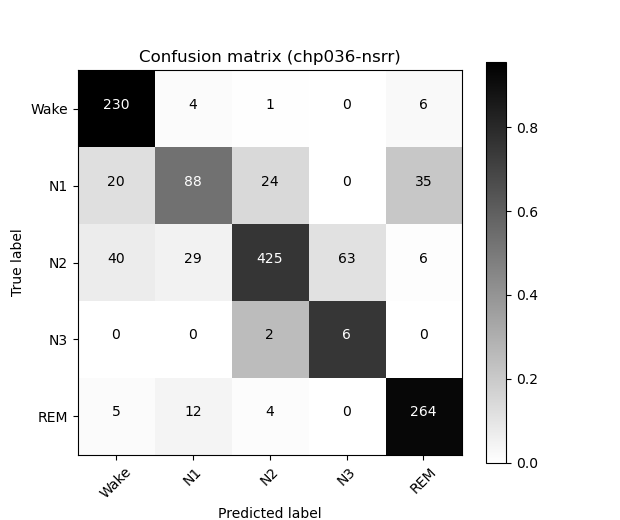 Confusion matrix (chp036-nsrr)
Wake 230 4 1 0 6
N1 20 88 24 0 35
N2 40 29 425 63 6
N3 0 0 2 6 0
REM 5 12 4 0 264
Wake N1 N2 N3 REM
True label
Predicted label
0.8
0.6
0.4
0.2
0.0